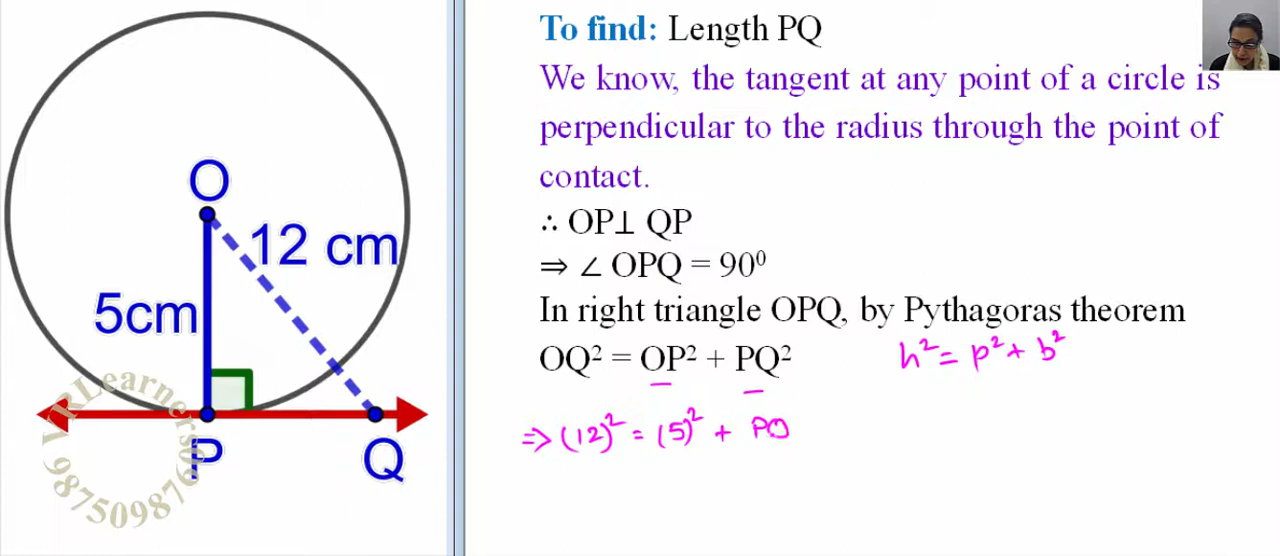 To find: Length PQ
We know, the tangent at any point of a circle is
perpendicular to the radius through the point of
contact.
∴ OP⊥ QP
⇒ ∠ OPQ = 90⁰
In right triangle OPQ, by Pythagoras theorem
OQ² = OP² + PQ²
h² = p² + b²
⇒ (12)² = (5)² + PQ
O
12 cm
5cm
P
Q
VRLearners
9875098760